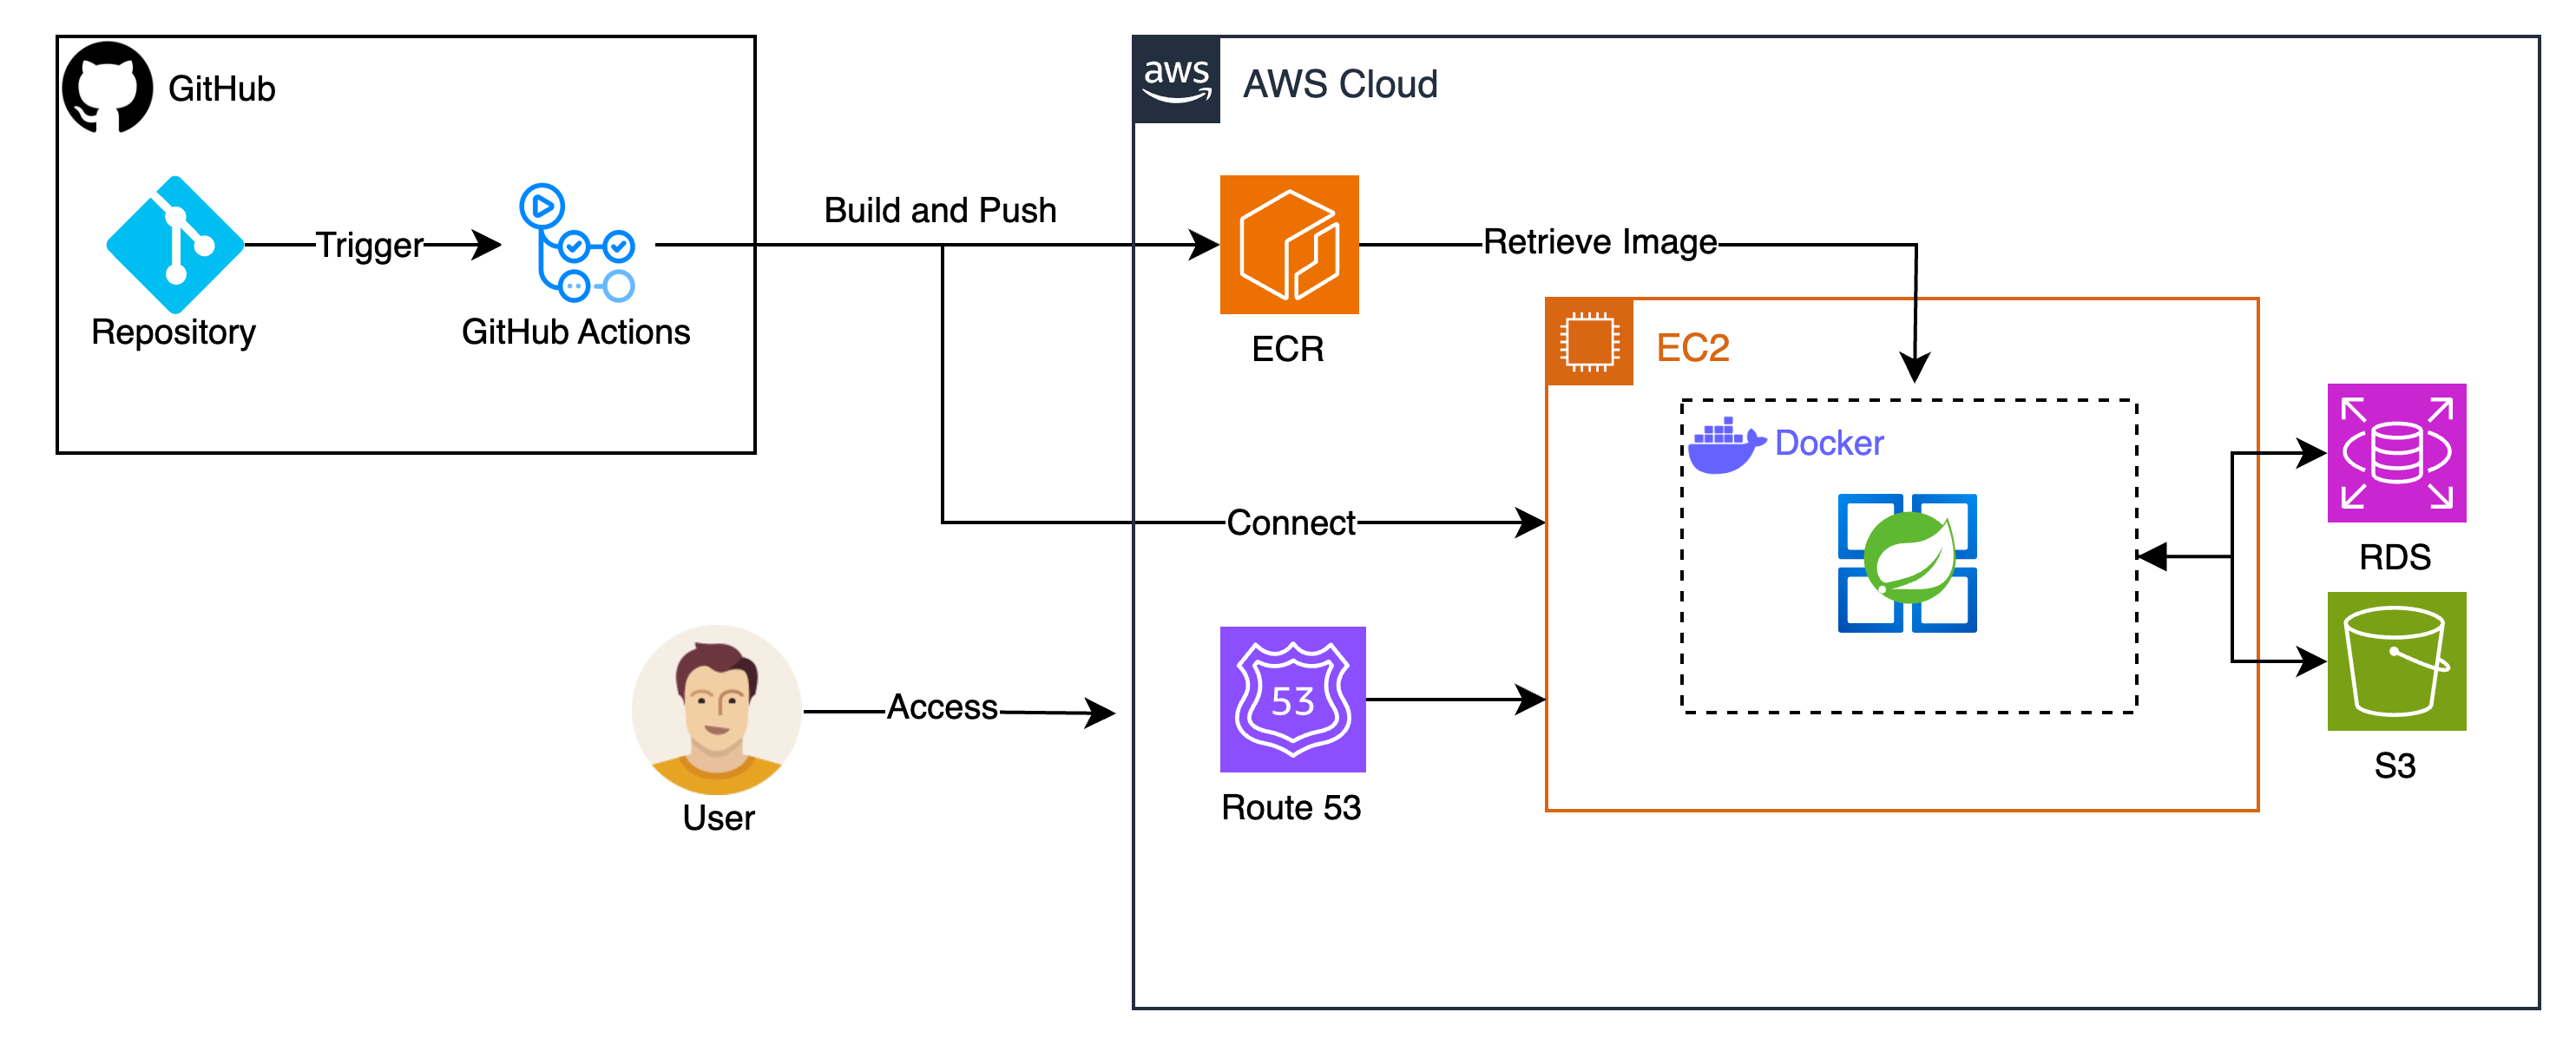 GitHub
aws
AWS Cloud
Build and Push
Trigger
Retrieve Image
Repository
GitHub Actions
ECR
EC2
Docker
Connect
RDS
53
Access
S3
Route 53
User